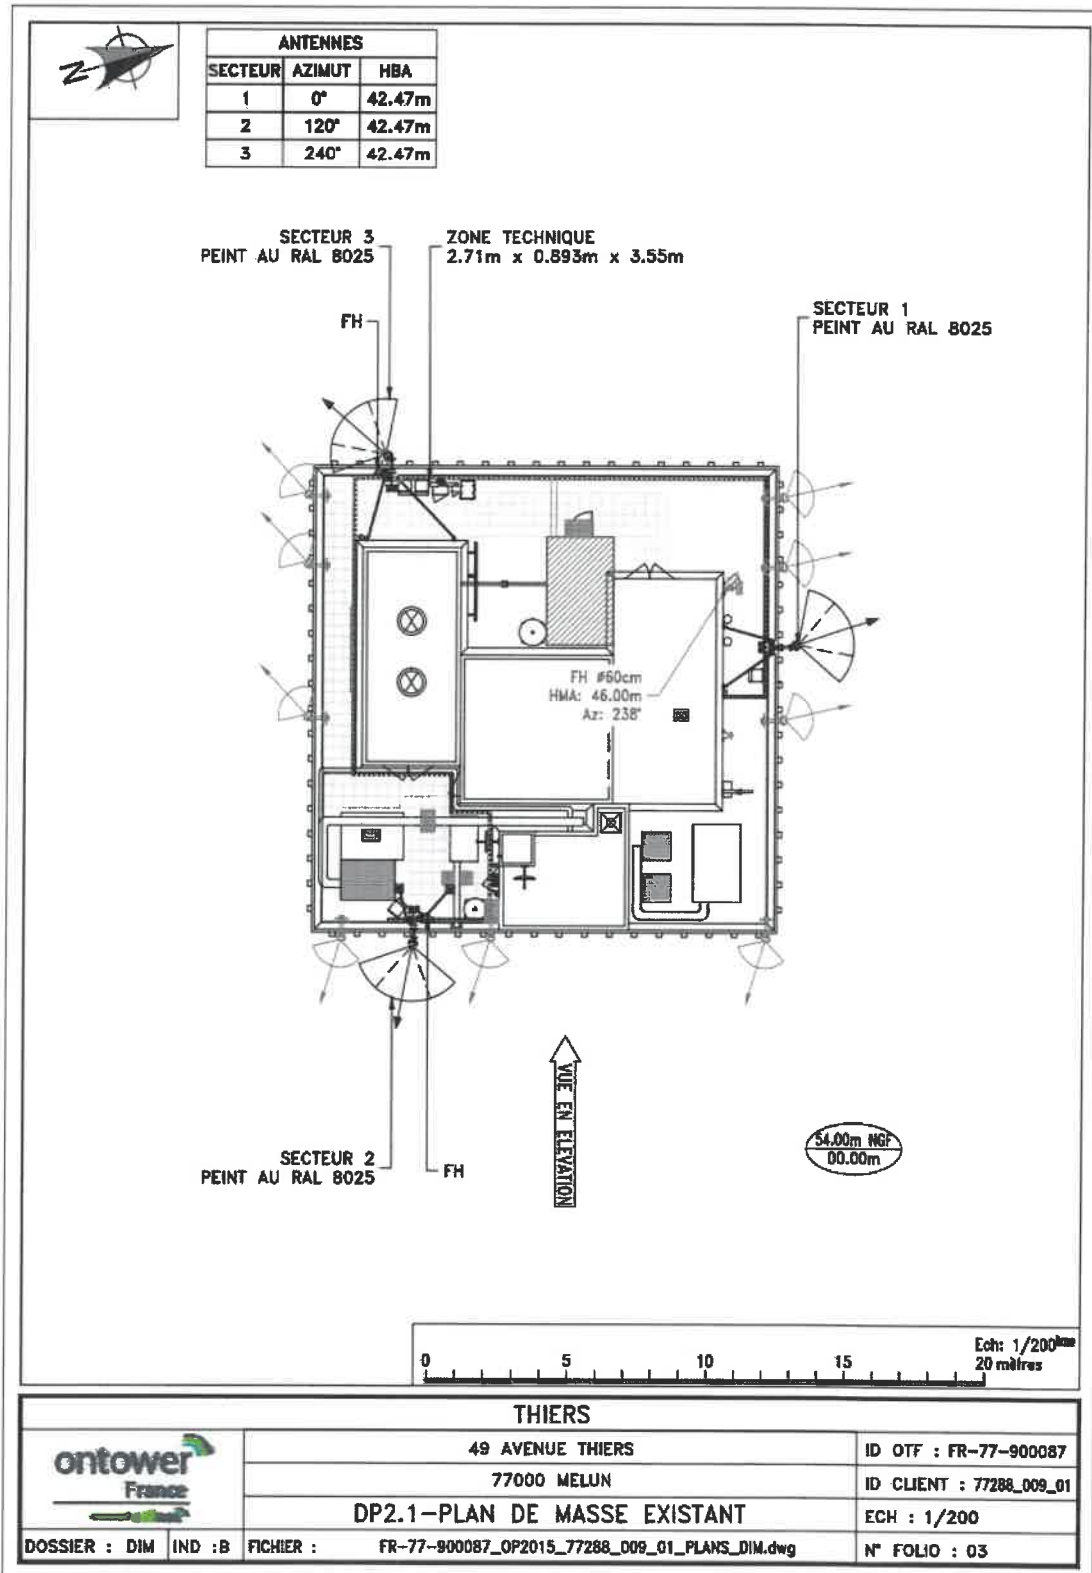 N
ANTENNES
SECTEUR AZIMUT HBA
1 0° 42.47m
2 120° 42.47m
3 240° 42.47m
SECTEUR 3
PEINT AU RAL 8025
ZONE TECHNIQUE
2.71m x 0.893m x 3.55m
FH
SECTEUR 1
PEINT AU RAL 8025
FH ø60cm
HMA: 46.00m
Az: 238°
VUE EN ELEVATION
54.00m NGF
00.00m
SECTEUR 2
PEINT AU RAL 8025
FH
Ech: 1/200ème
0 5 10 15 20 mètres
THIERS
ontower
France
49 AVENUE THIERS
ID OTF : FR-77-900087
77000 MELUN
ID CLIENT : 77288_009_01
DP2.1-PLAN DE MASSE EXISTANT
ECH : 1/200
DOSSIER : DIM IND :B FICHIER : FR-77-900087_OP2015_77288_009_01_PLANS_DIM.dwg N° FOLIO : 03